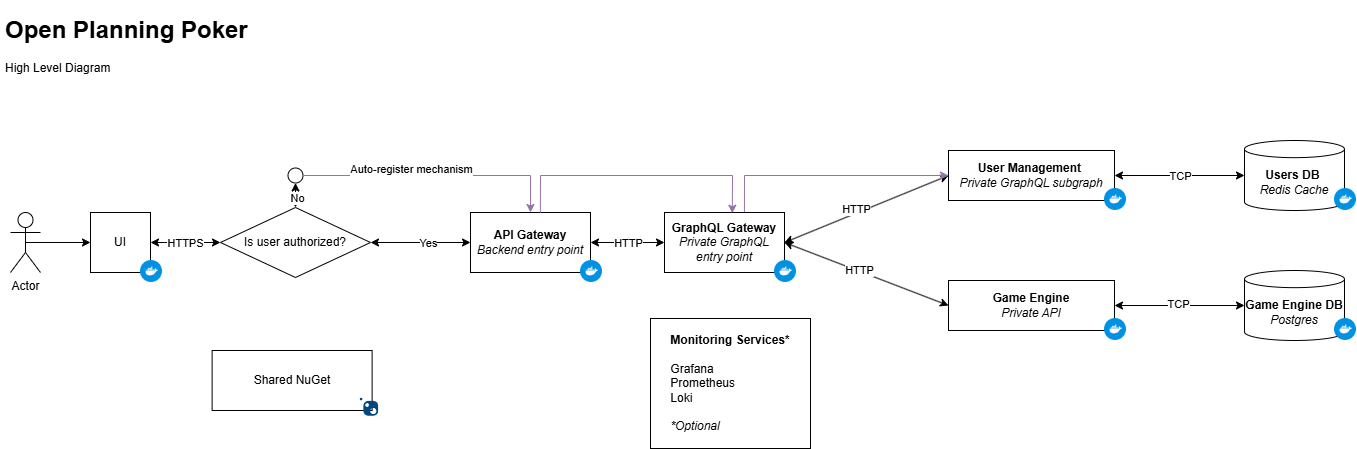 Open Planning Poker
High Level Diagram
Auto-register mechanism
No
Actor
UI
HTTPS
Is user authorized?
Yes
API Gateway
Backend entry point
HTTP
GraphQL Gateway
Private GraphQL
entry point
HTTP
HTTP
User Management
Private GraphQL subgraph
TCP
Users DB
Redis Cache
Game Engine
Private API
TCP
Game Engine DB
Postgres
Shared NuGet
Monitoring Services*
Grafana
Prometheus
Loki
*Optional